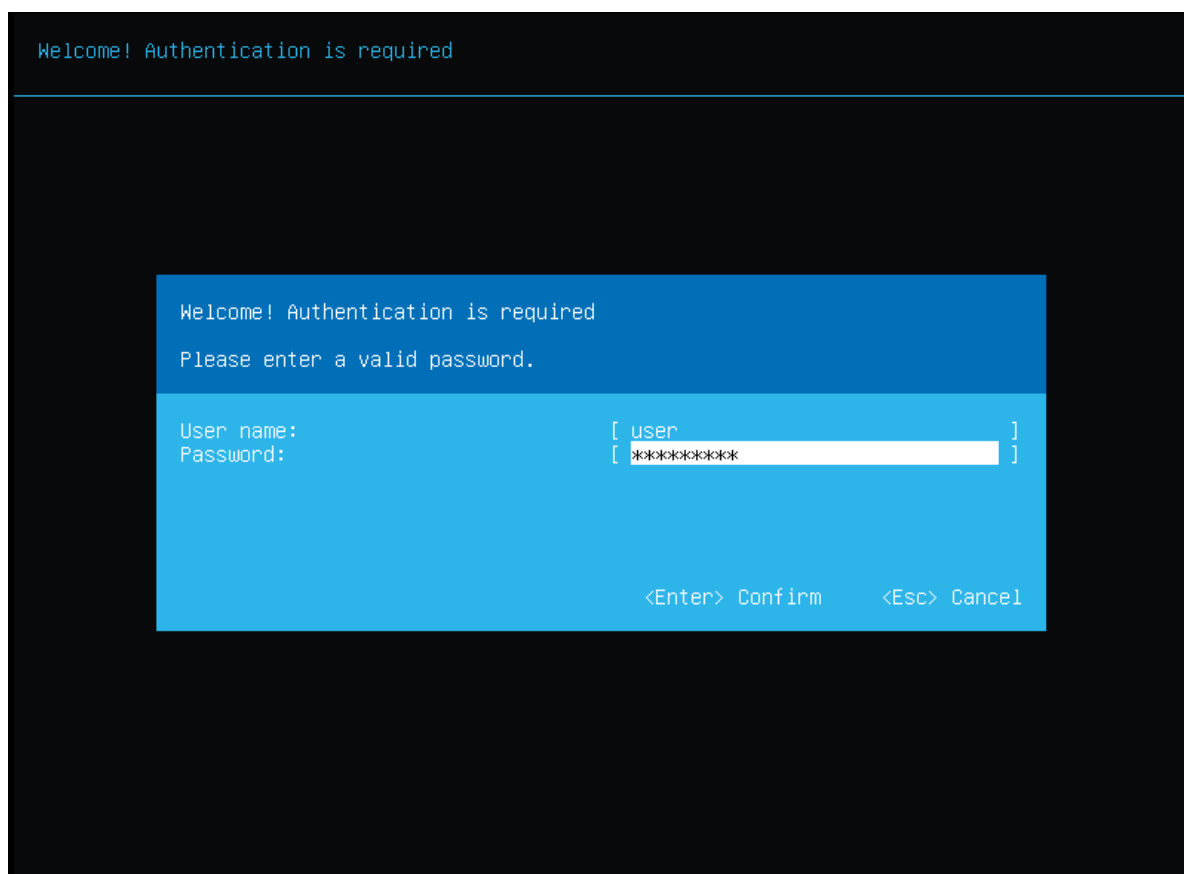 Welcome! Authentication is required
Welcome! Authentication is required
Please enter a valid password.
User name: [ user ]
Password: [ ********* ]
<Enter> Confirm <Esc> Cancel